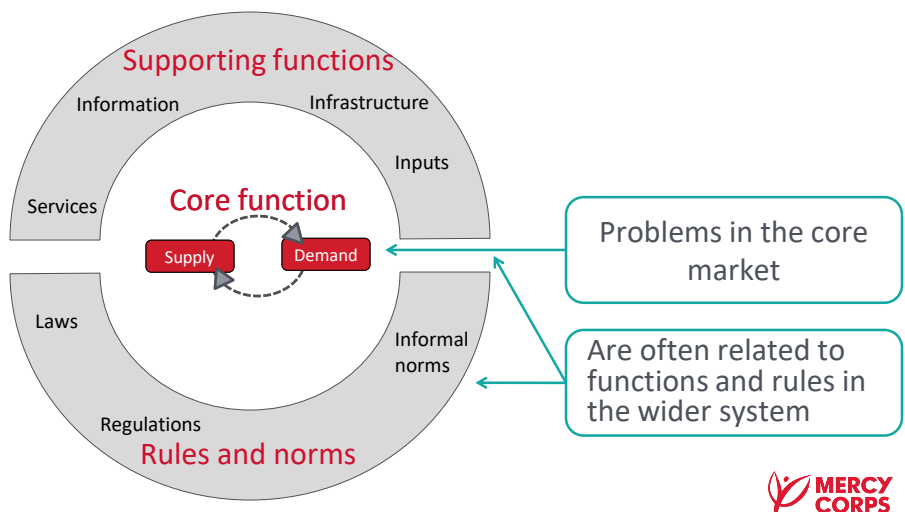 Supporting functions
Information
Infrastructure
Inputs
Services
Core function
Supply
Demand
Laws
Informal
norms
Regulations
Rules and norms
Problems in the core
market
Are often related to
functions and rules in
the wider system
MERCY
CORPS